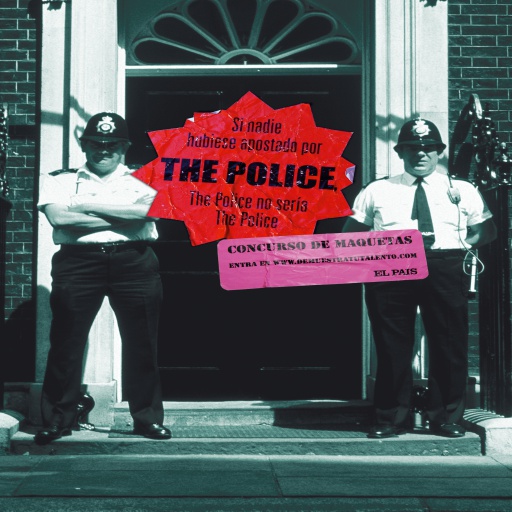 Si nadie
hubiese apostado por
THE POLICE,
The Police no sería
The Police
CONCURSO DE MAQUETAS
ENTRA EN WWW.DEMUESTRATUTALENTO.COM
EL PAIS